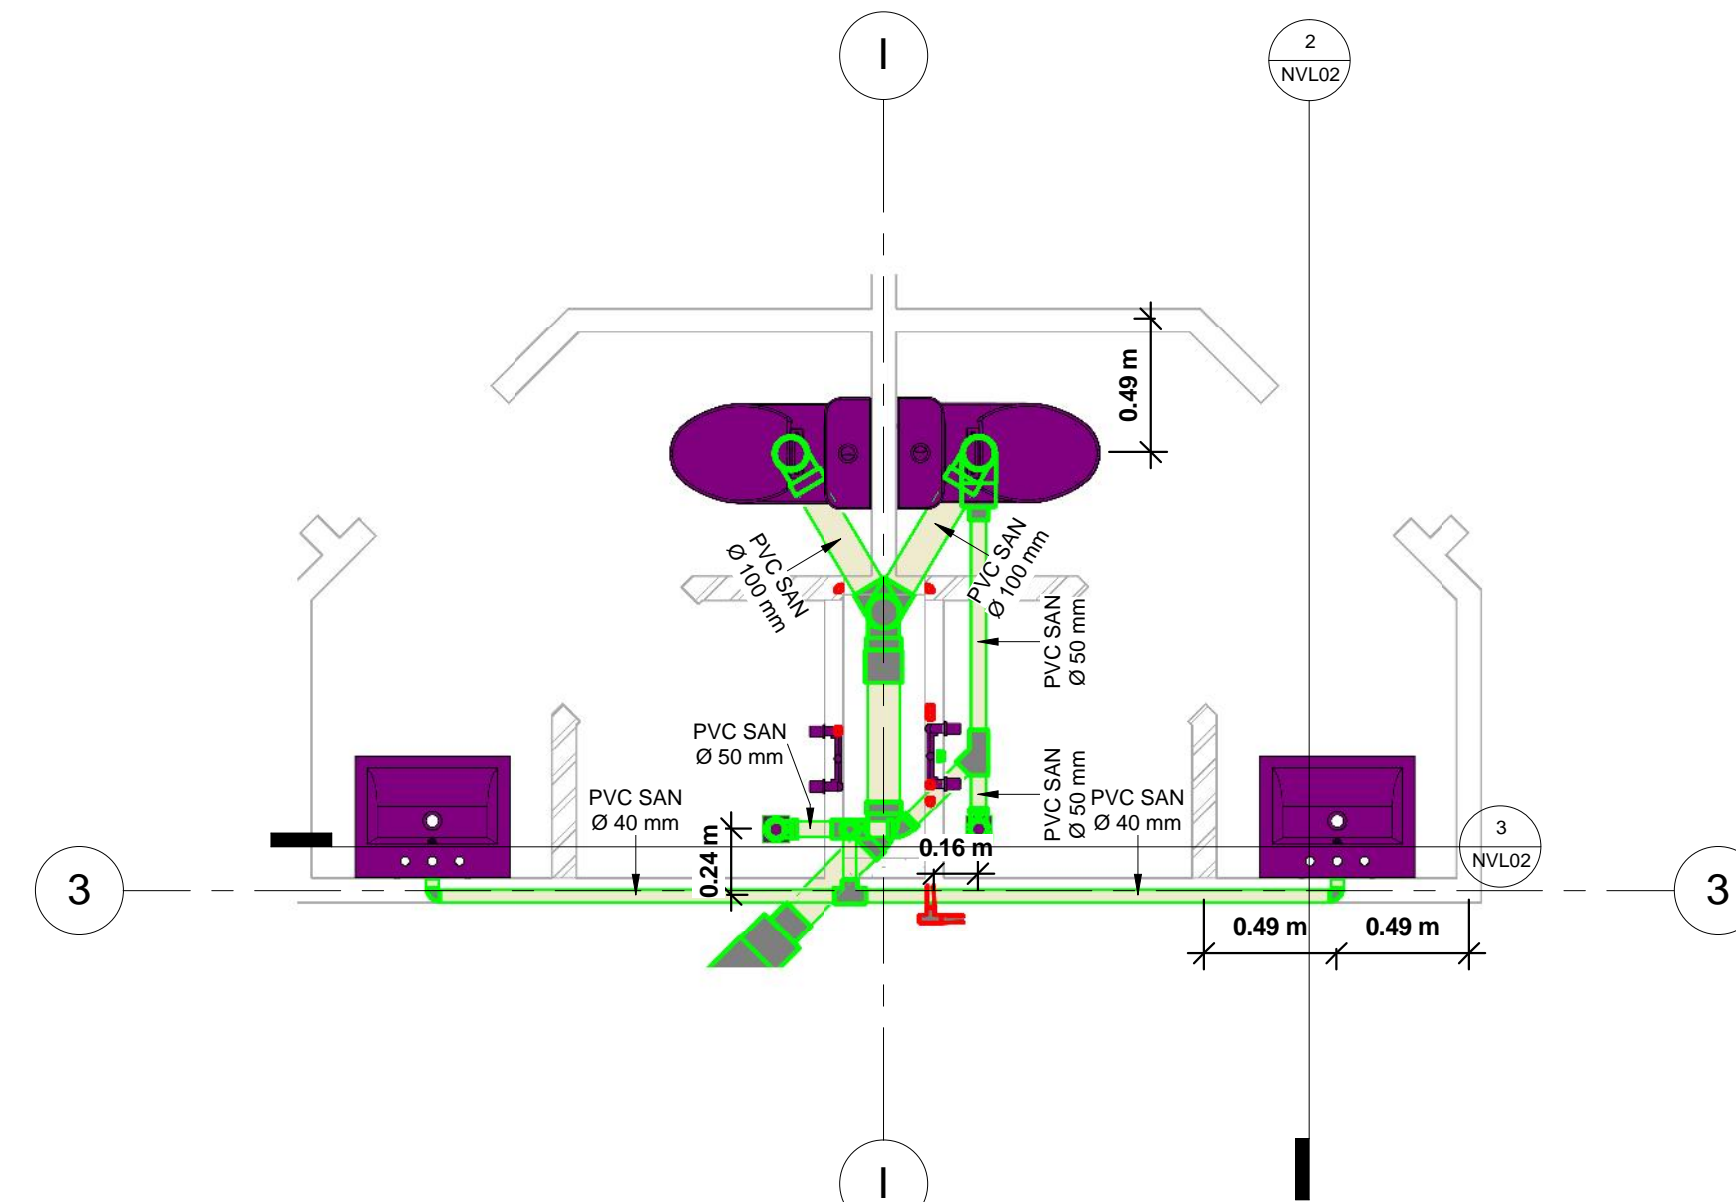 I
2
NVL02
0.49 m
PVC SAN
Ø 100 mm
PVC SAN
Ø 100 mm
PVC SAN
Ø 50 mm
PVC SAN
Ø 50 mm
PVC SAN
Ø 50 mm
PVC SAN
Ø 40 mm
PVC SAN
Ø 40 mm
0.24 m
0.16 m
3
NVL02
3
3
0.49 m
0.49 m
I